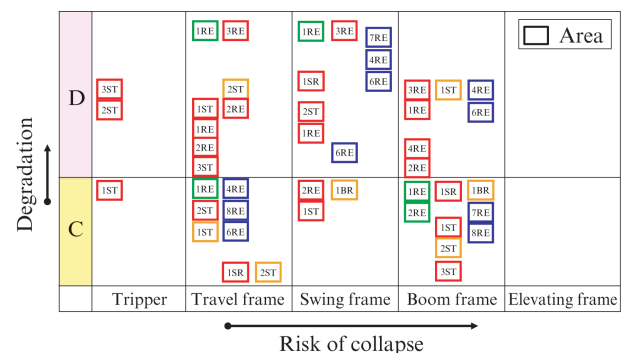 1RE 3RE 1RE 3RE 7RE Area
4RE
3ST 2ST 1SR 6RE 3RE 1ST 4RE
D
2ST 1ST 2RE 2ST 1RE 6RE
1RE 1RE
2RE 6RE 4RE
3ST 2RE
1ST 1RE 4RE 2RE 1BR 1RE 1SR 1BR
2ST 8RE 1ST 2RE 7RE
C
1ST 6RE 1ST 8RE
2ST
1SR 2ST 3ST
Degradation
Tripper Travel frame Swing frame Boom frame Elevating frame
Risk of collapse